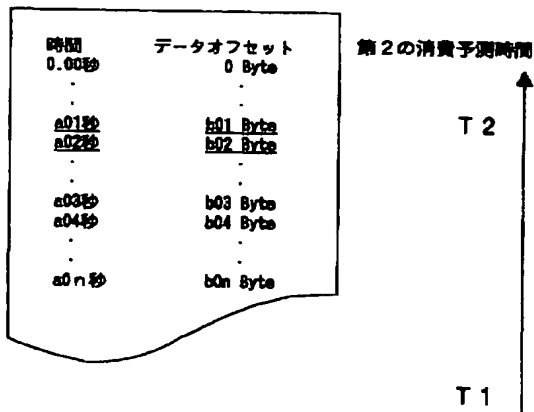 時間 データオフセット 第2の消費予測時間
0.00秒 0 Byte
a01秒 b01 Byte T2
a02秒 b02 Byte
a03秒 b03 Byte
a04秒 b04 Byte
a0n秒 b0n Byte
T1